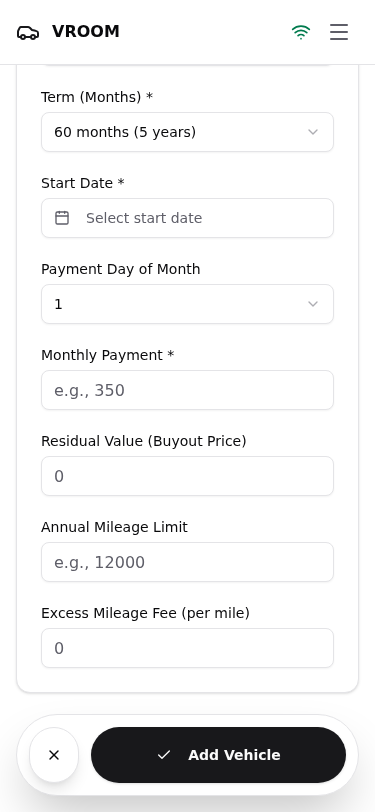 VROOM
Term (Months) *
60 months (5 years)
Start Date *
Select start date
Payment Day of Month
1
Monthly Payment *
e.g., 350
Residual Value (Buyout Price)
0
Annual Mileage Limit
e.g., 12000
Excess Mileage Fee (per mile)
0
Add Vehicle